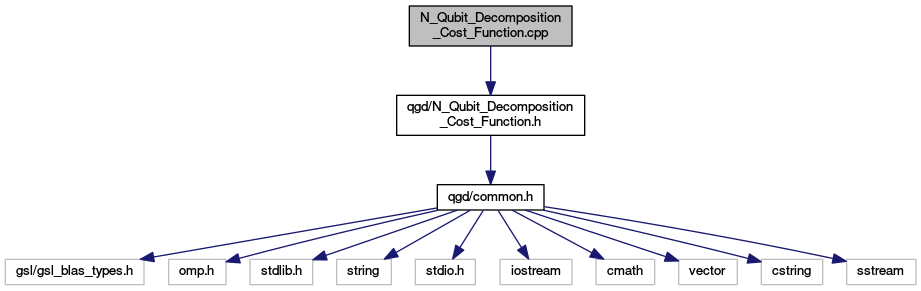 N_Qubit_Decomposition
_Cost_Function.cpp
qgd/N_Qubit_Decomposition
_Cost_Function.h
qgd/common.h
gsl/gsl_blas_types.h
omp.h
stdlib.h
string
stdio.h
iostream
cmath
vector
cstring
sstream